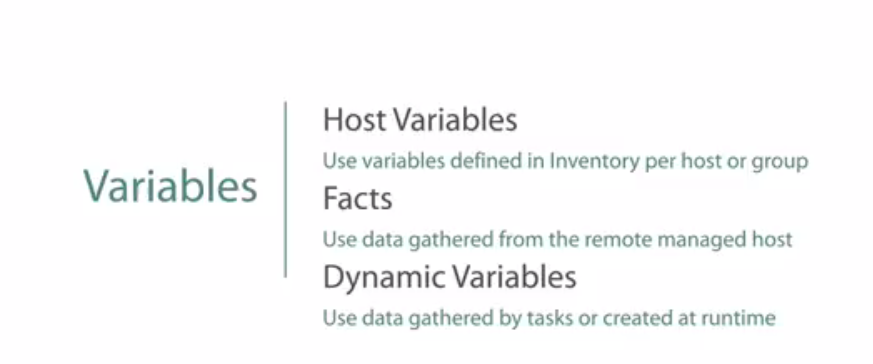 Variables
Host Variables
Use variables defined in Inventory per host or group
Facts
Use data gathered from the remote managed host
Dynamic Variables
Use data gathered by tasks or created at runtime